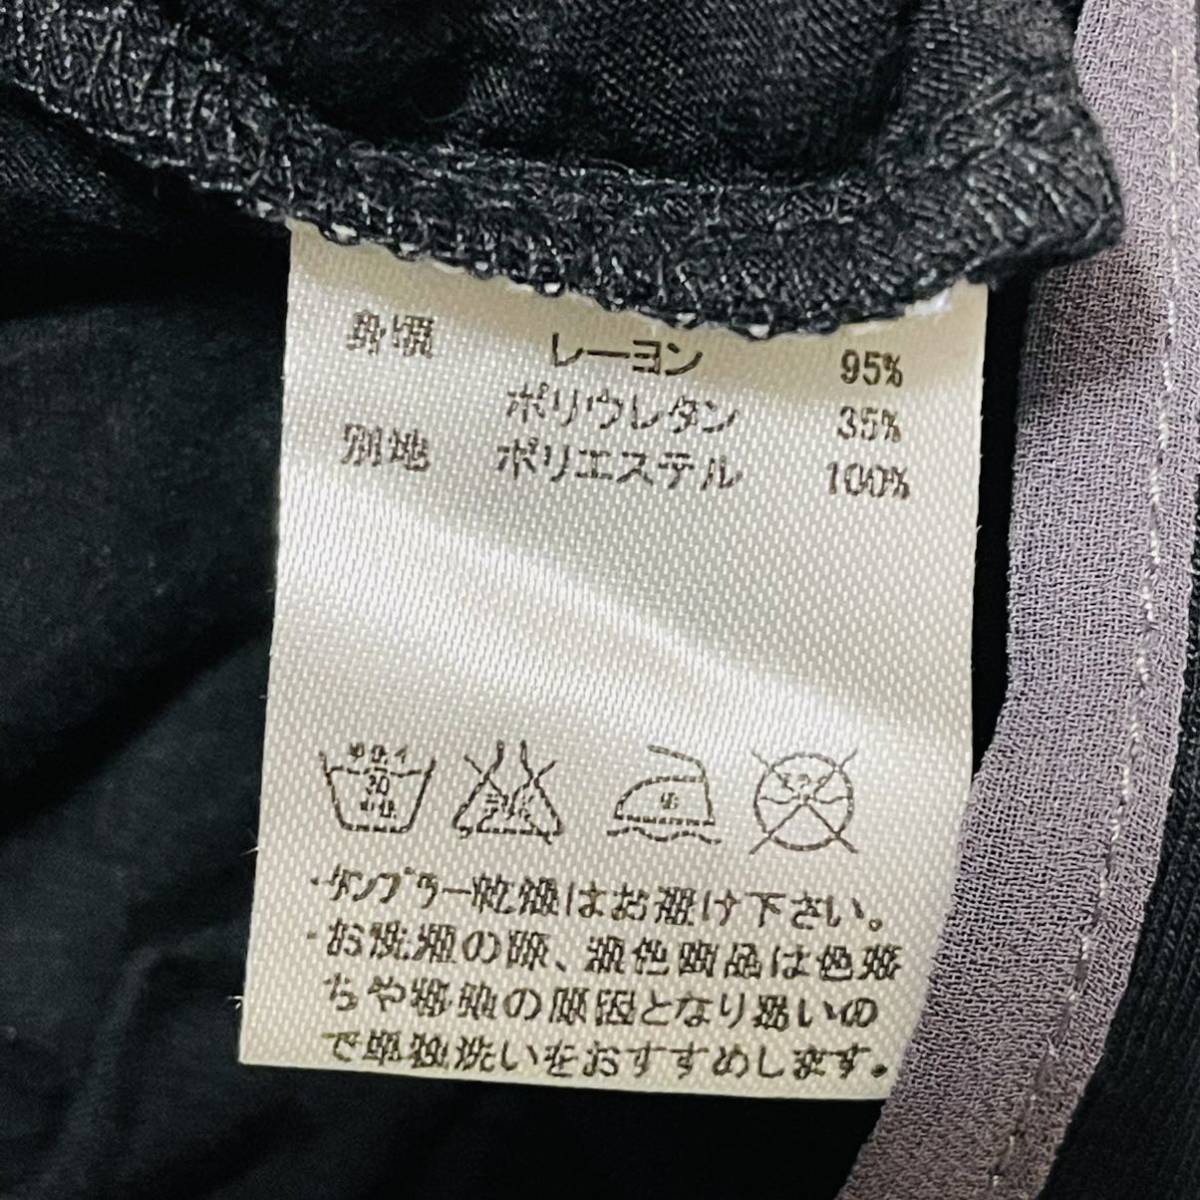 身頃 レーヨン 95%
ポリウレタン 35%
別地 ポリエステル 100%
30
・タンブラー乾燥はお避け下さい。
・お洗濯の際、濃色商品は色落
ちや移染の原因となり易いの
で単独洗いをおすすめします。